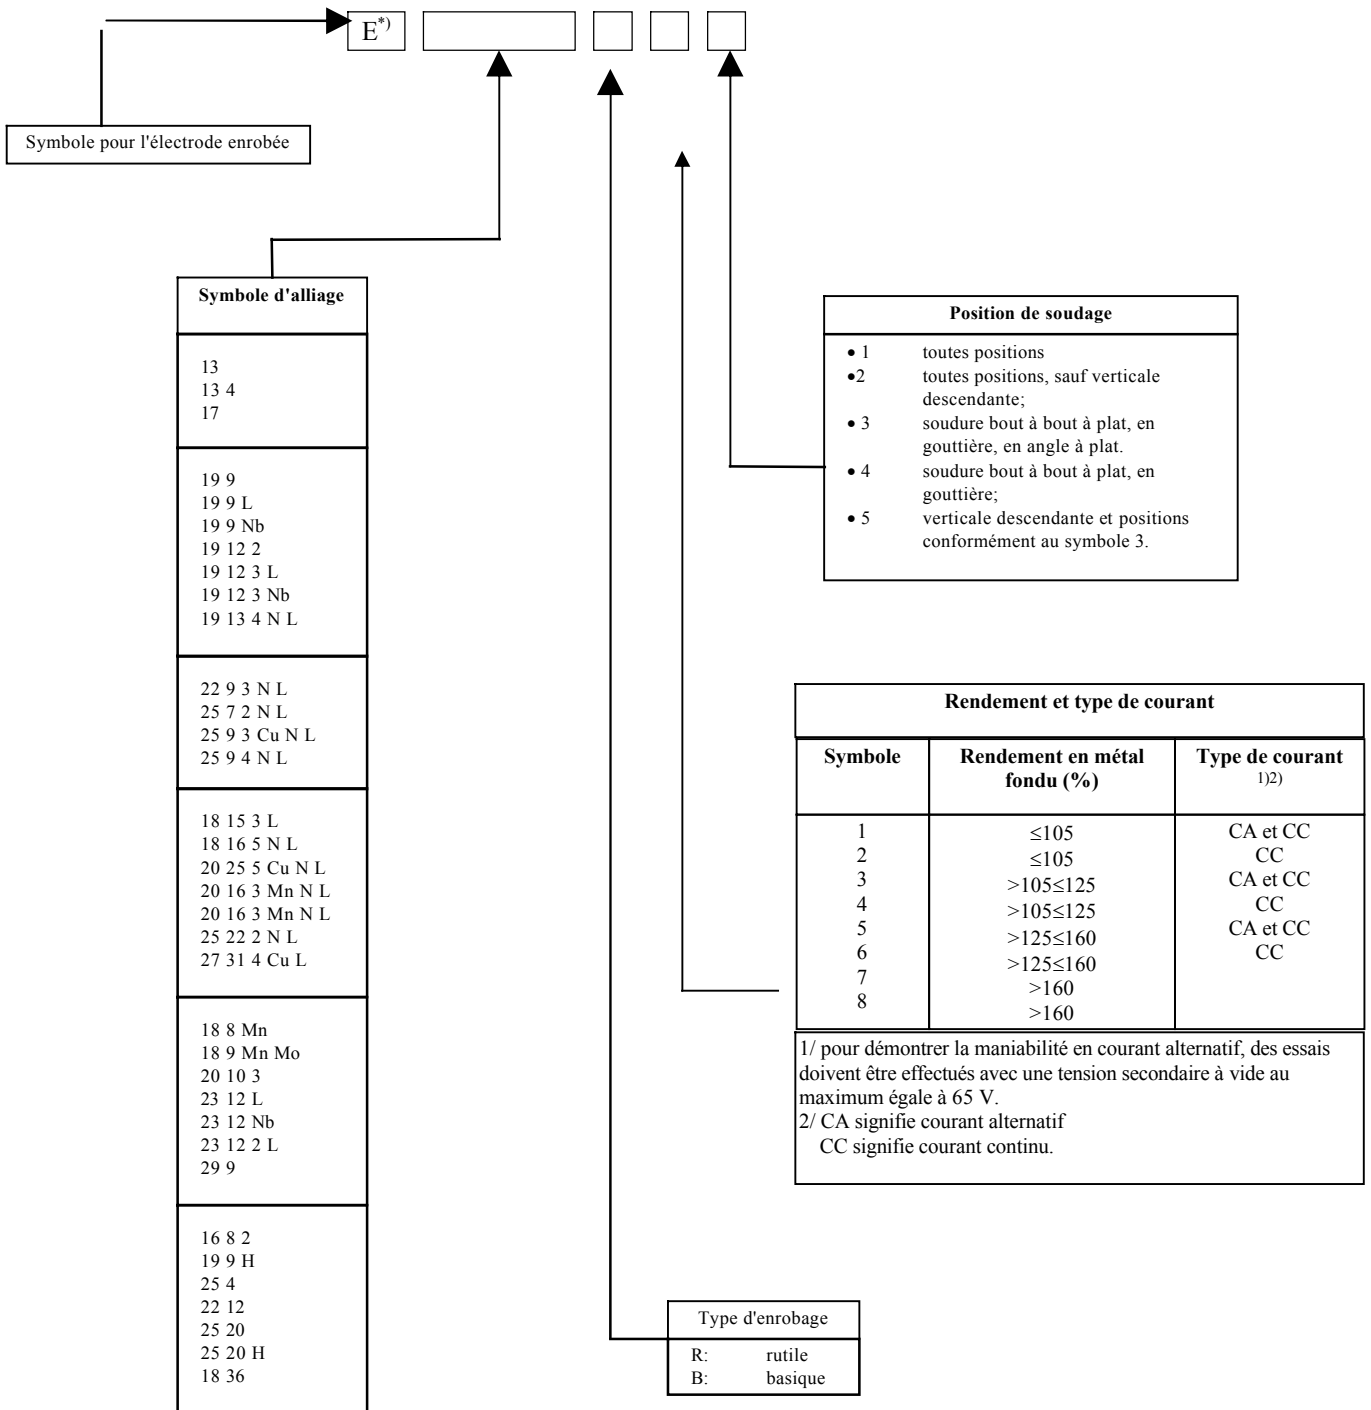 E*)
Symbole pour l'électrode enrobée
Symbole d'alliage
13
13 4
17
19 9
19 9 L
19 9 Nb
19 12 2
19 12 3 L
19 12 3 Nb
19 13 4 N L
22 9 3 N L
25 7 2 N L
25 9 3 Cu N L
25 9 4 N L
18 15 3 L
18 16 5 N L
20 25 5 Cu N L
20 16 3 Mn N L
20 16 3 Mn N L
25 22 2 N L
27 31 4 Cu L
18 8 Mn
18 9 Mn Mo
20 10 3
23 12 L
23 12 Nb
23 12 2 L
29 9
16 8 2
19 9 H
25 4
22 12
25 20
25 20 H
18 36
Position de soudage
• 1 toutes positions
•2 toutes positions, sauf verticale
descendante;
• 3 soudure bout à bout à plat, en
gouttière, en angle à plat.
• 4 soudure bout à bout à plat, en
gouttière;
• 5 verticale descendante et positions
conformément au symbole 3.
Rendement et type de courant
Symbole Rendement en métal Type de courant
fondu (%) 1)2)
1 ≤105 CA et CC
2 ≤105 CC
3 >105≤125 CA et CC
4 >105≤125 CC
5 >125≤160 CA et CC
6 >125≤160 CC
7 >160
8 >160
1/ pour démontrer la maniabilité en courant alternatif, des essais
doivent être effectués avec une tension secondaire à vide au
maximum égale à 65 V.
2/ CA signifie courant alternatif
CC signifie courant continu.
Type d'enrobage
R: rutile
B: basique